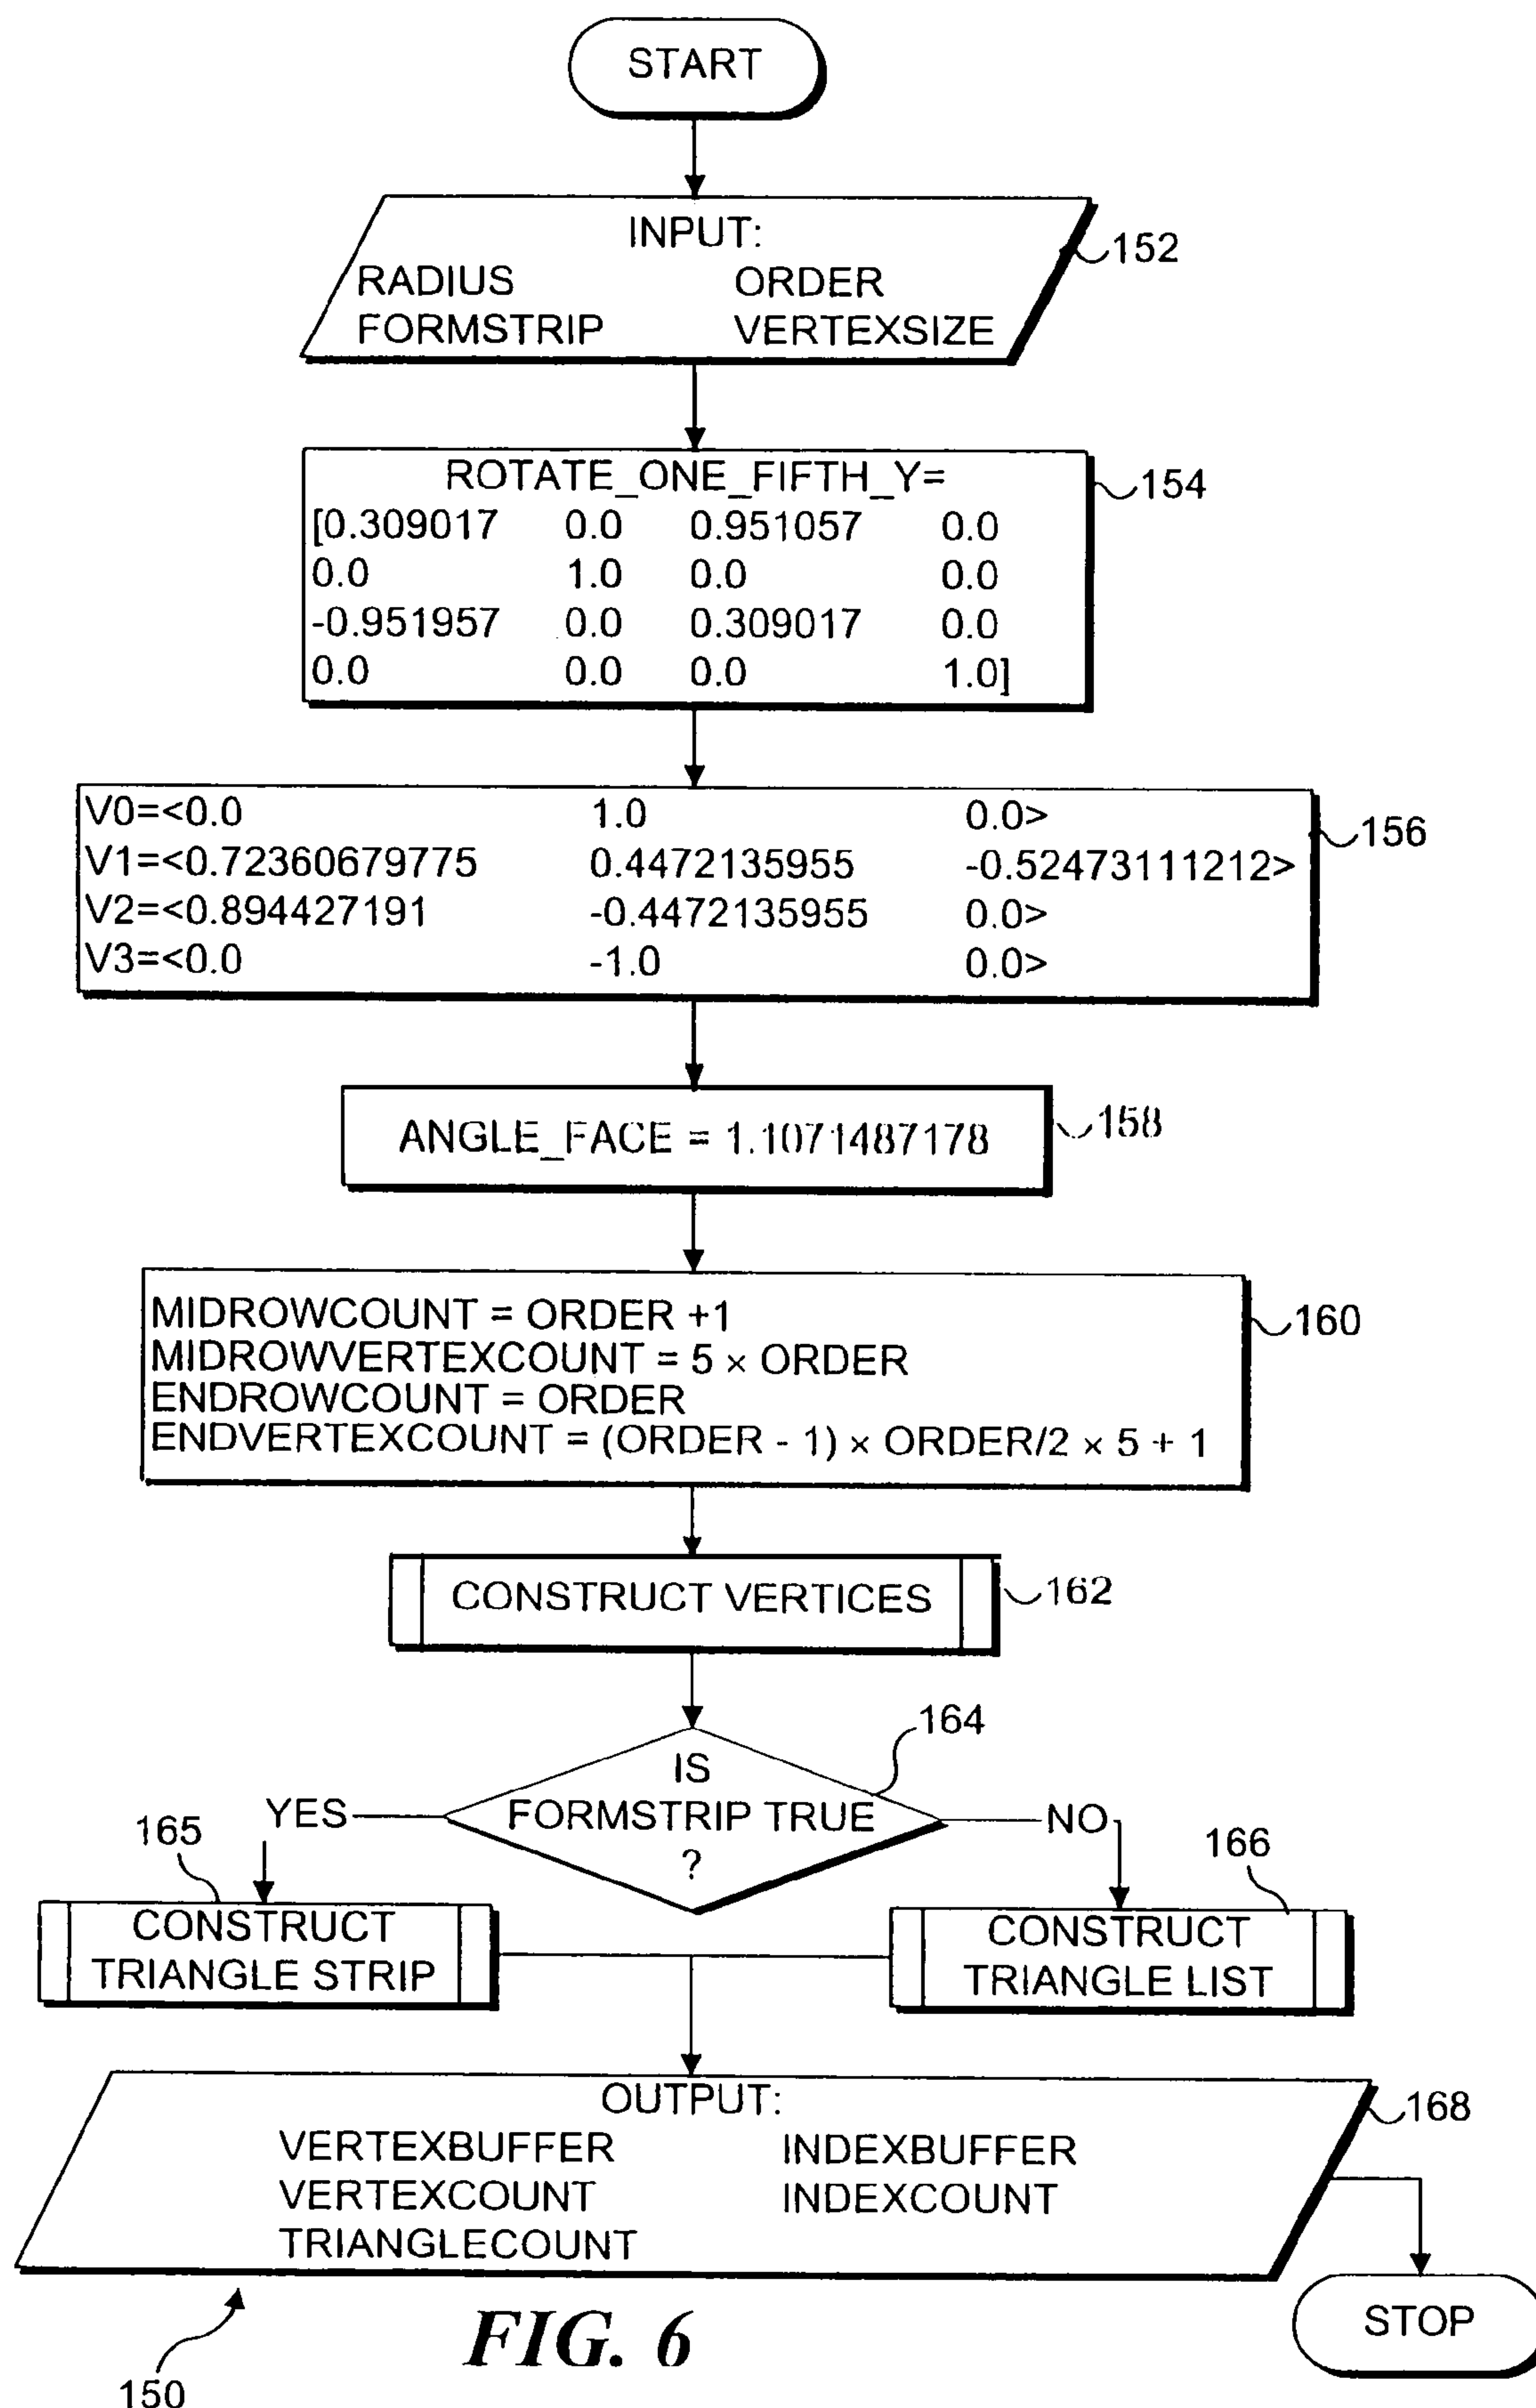 START
INPUT:
RADIUS ORDER
FORMSTRIP VERTEXSIZE
152
ROTATE_ONE_FIFTH_Y=
[0.309017 0.0 0.951057 0.0
0.0 1.0 0.0 0.0
-0.951957 0.0 0.309017 0.0
0.0 0.0 0.0 1.0]
154
V0=<0.0 1.0 0.0>
V1=<0.72360679775 0.4472135955 -0.52473111212>
V2=<0.894427191 -0.4472135955 0.0>
V3=<0.0 -1.0 0.0>
156
ANGLE_FACE = 1.1071487178
158
MIDROWCOUNT = ORDER +1
MIDROWVERTEXCOUNT = 5 × ORDER
ENDROWCOUNT = ORDER
ENDVERTEXCOUNT = (ORDER - 1) × ORDER/2 × 5 + 1
160
CONSTRUCT VERTICES
162
164
IS
FORMSTRIP TRUE
?
YES
NO
165
CONSTRUCT
TRIANGLE STRIP
166
CONSTRUCT
TRIANGLE LIST
OUTPUT:
VERTEXBUFFER INDEXBUFFER
VERTEXCOUNT INDEXCOUNT
TRIANGLECOUNT
168
STOP
FIG. 6
150